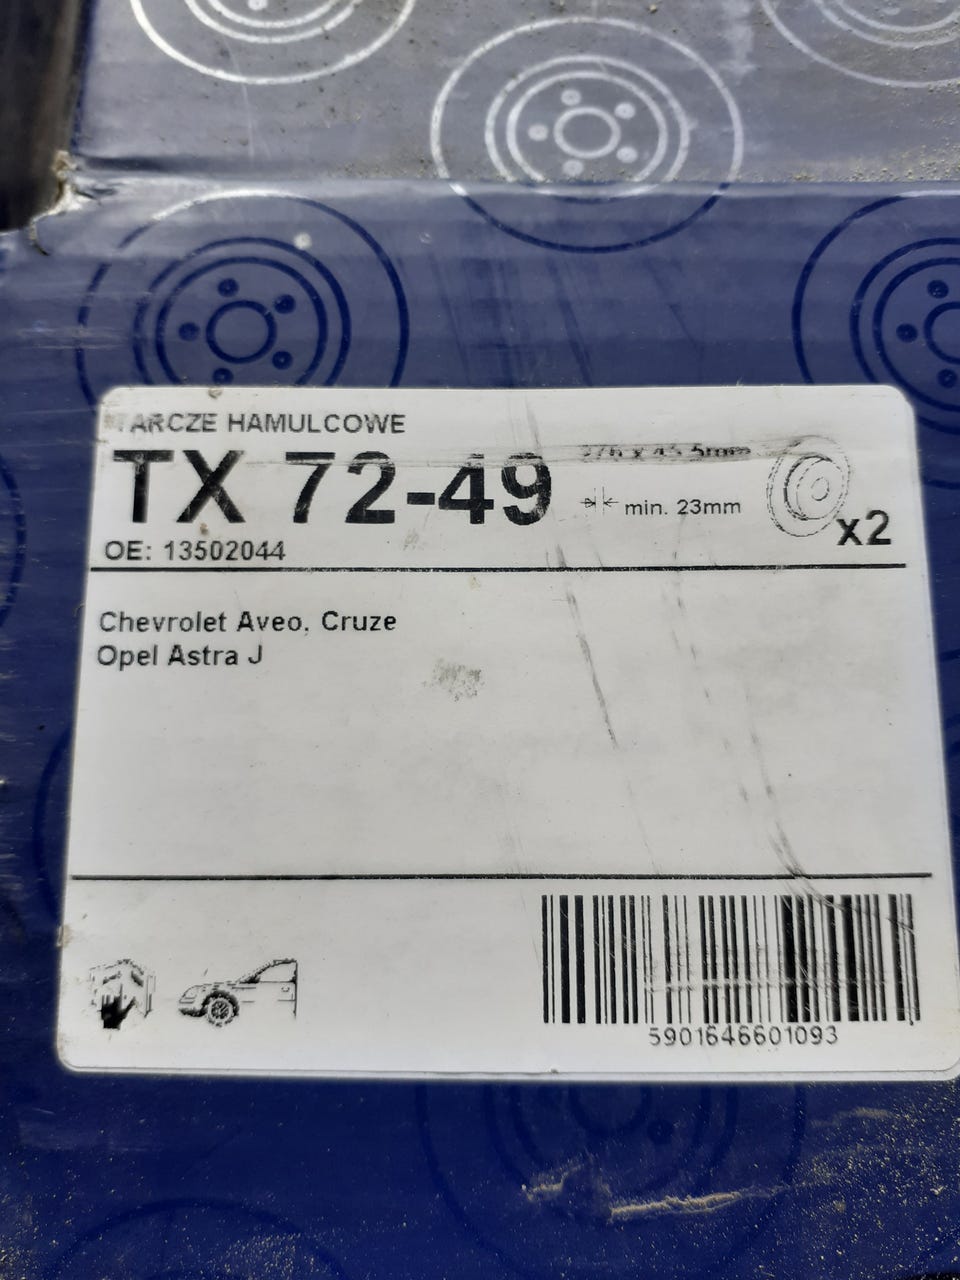 TARCZE HAMULCOWE
TX 72-49
min. 23mm
x2
OE: 13502044
Chevrolet Aveo, Cruze
Opel Astra J
5901646601093